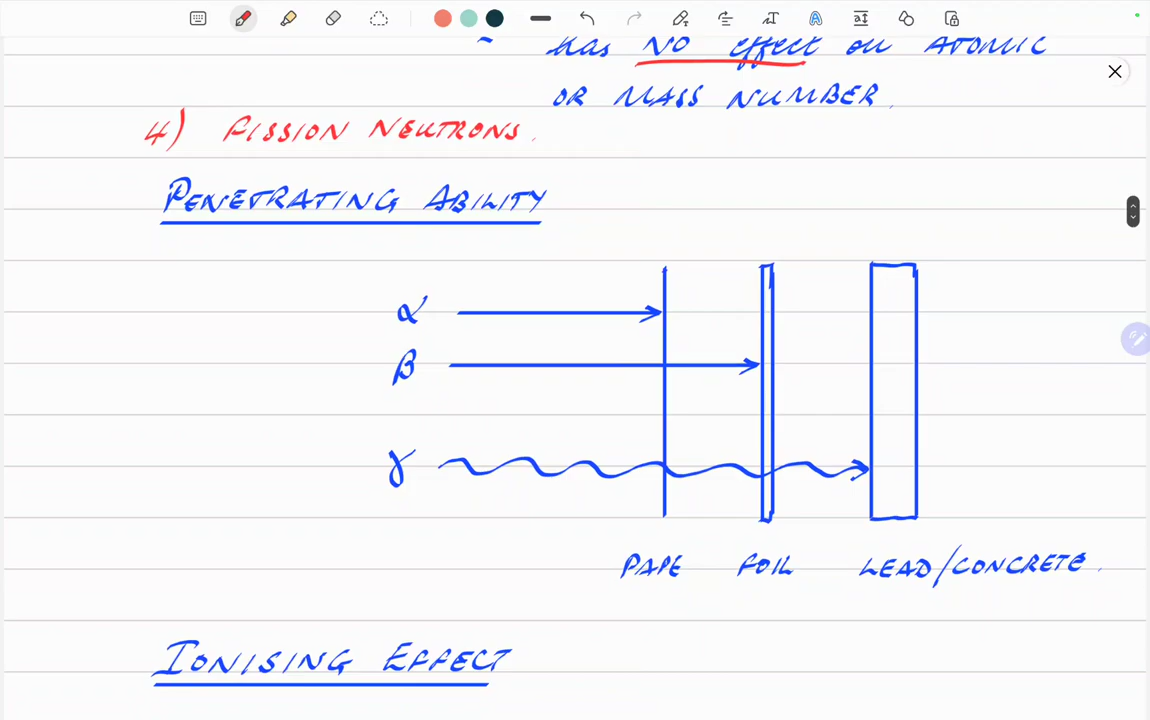 has NO effect on ATOMIC
OR MASS NUMBER.
4) FISSION NEUTRONS.
PENETRATING ABILITY
α
β
γ
PAPE FOIL LEAD/CONCRETE.
IONISING EFFECT